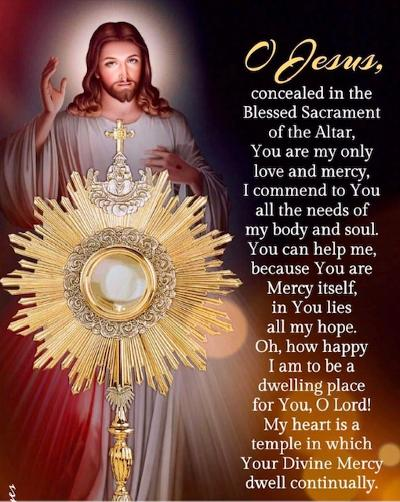 O Jesus,
concealed in the
Blessed Sacrament
of the Altar,
You are my only
love and mercy,
I commend to You
all the needs of
my body and soul.
You can help me,
because You are
Mercy itself,
in You lies
all my hope.
Oh, how happy
I am to be a
dwelling place
for You, O Lord!
My heart is a
temple in which
Your Divine Mercy
dwell continually.